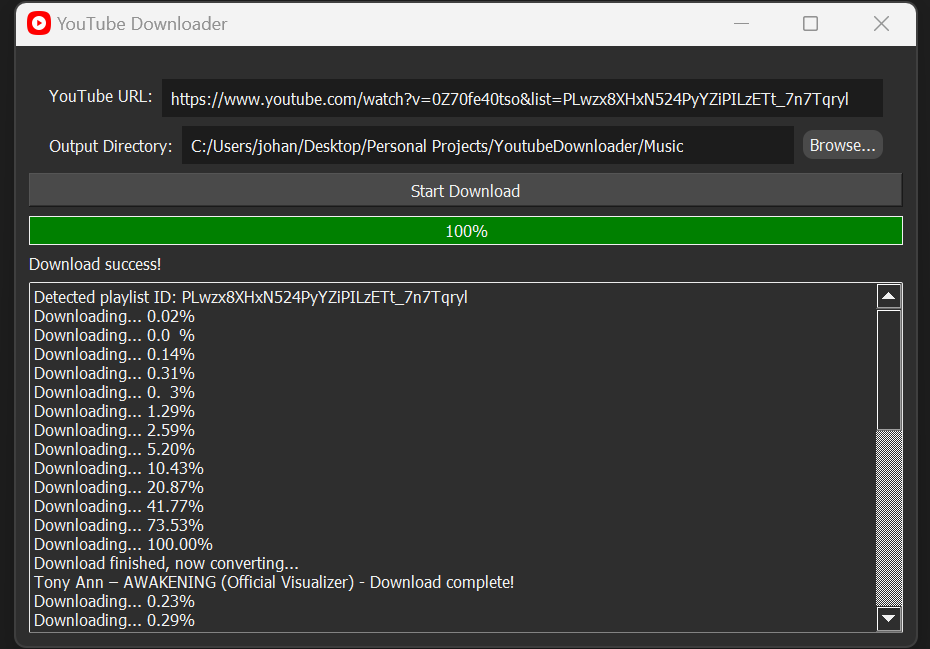 YouTube Downloader
YouTube URL: https://www.youtube.com/watch?v=0Z70fe40tso&list=PLwzx8XHxN524PyYZiPILzETt_7n7Tqryl
Output Directory: C:/Users/johan/Desktop/Personal Projects/YoutubeDownloader/Music Browse...
Start Download
100%
Download success!
Detected playlist ID: PLwzx8XHxN524PyYZiPILzETt_7n7Tqryl
Downloading... 0.02%
Downloading... 0.0 %
Downloading... 0.14%
Downloading... 0.31%
Downloading... 0. 3%
Downloading... 1.29%
Downloading... 2.59%
Downloading... 5.20%
Downloading... 10.43%
Downloading... 20.87%
Downloading... 41.77%
Downloading... 73.53%
Downloading... 100.00%
Download finished, now converting...
Tony Ann – AWAKENING (Official Visualizer) - Download complete!
Downloading... 0.23%
Downloading... 0.29%